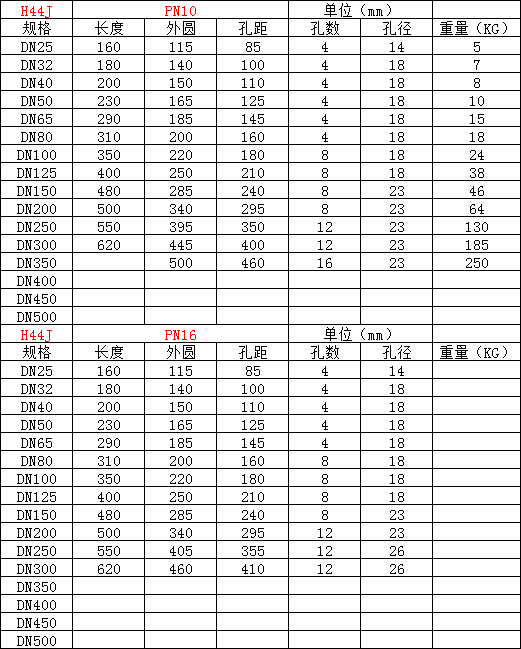 H44J PN10 单位（mm）
规格 长度 外圆 孔距 孔数 孔径 重量（KG）
DN25 160 115 85 4 14 5
DN32 180 140 100 4 18 7
DN40 200 150 110 4 18 8
DN50 230 165 125 4 18 10
DN65 290 185 145 4 18 15
DN80 310 200 160 4 18 18
DN100 350 220 180 8 18 24
DN125 400 250 210 8 18 38
DN150 480 285 240 8 23 46
DN200 500 340 295 8 23 64
DN250 550 395 350 12 23 130
DN300 620 445 400 12 23 185
DN350 500 460 16 23 250
DN400
DN450
DN500
H44J PN16 单位（mm）
规格 长度 外圆 孔距 孔数 孔径 重量（KG）
DN25 160 115 85 4 14
DN32 180 140 100 4 18
DN40 200 150 110 4 18
DN50 230 165 125 4 18
DN65 290 185 145 4 18
DN80 310 200 160 8 18
DN100 350 220 180 8 18
DN125 400 250 210 8 18
DN150 480 285 240 8 23
DN200 500 340 295 12 23
DN250 550 405 355 12 26
DN300 620 460 410 12 26
DN350
DN400
DN450
DN500